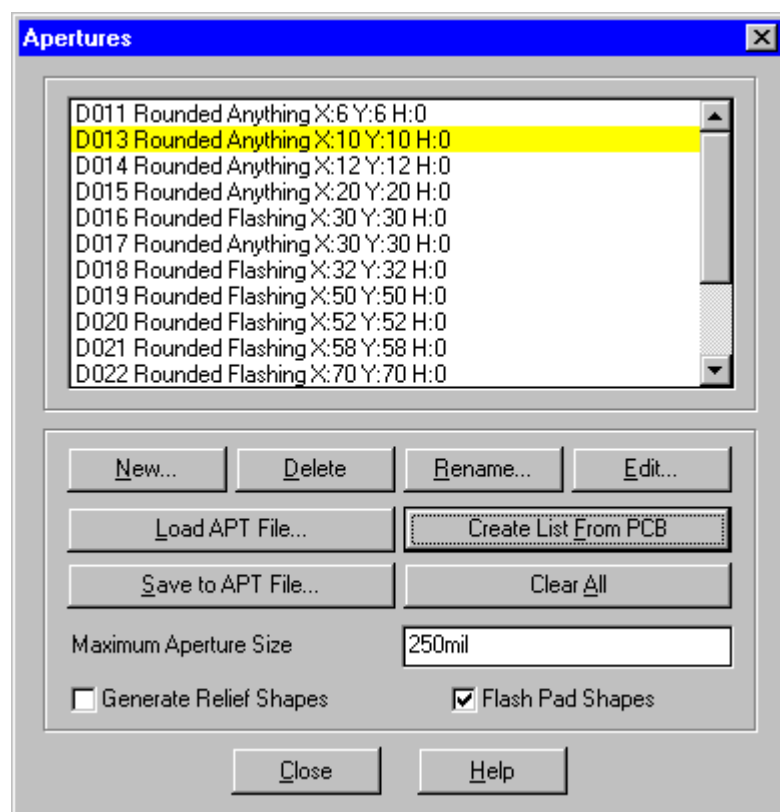 Apertures
D011 Rounded Anything X:6 Y:6 H:0
D013 Rounded Anything X:10 Y:10 H:0
D014 Rounded Anything X:12 Y:12 H:0
D015 Rounded Anything X:20 Y:20 H:0
D016 Rounded Flashing X:30 Y:30 H:0
D017 Rounded Anything X:30 Y:30 H:0
D018 Rounded Flashing X:32 Y:32 H:0
D019 Rounded Flashing X:50 Y:50 H:0
D020 Rounded Flashing X:52 Y:52 H:0
D021 Rounded Flashing X:58 Y:58 H:0
D022 Rounded Flashing X:70 Y:70 H:0
New... Delete Rename... Edit...
Load APT File... Create List From PCB
Save to APT File... Clear All
Maximum Aperture Size 250mil
Generate Relief Shapes Flash Pad Shapes
Close Help